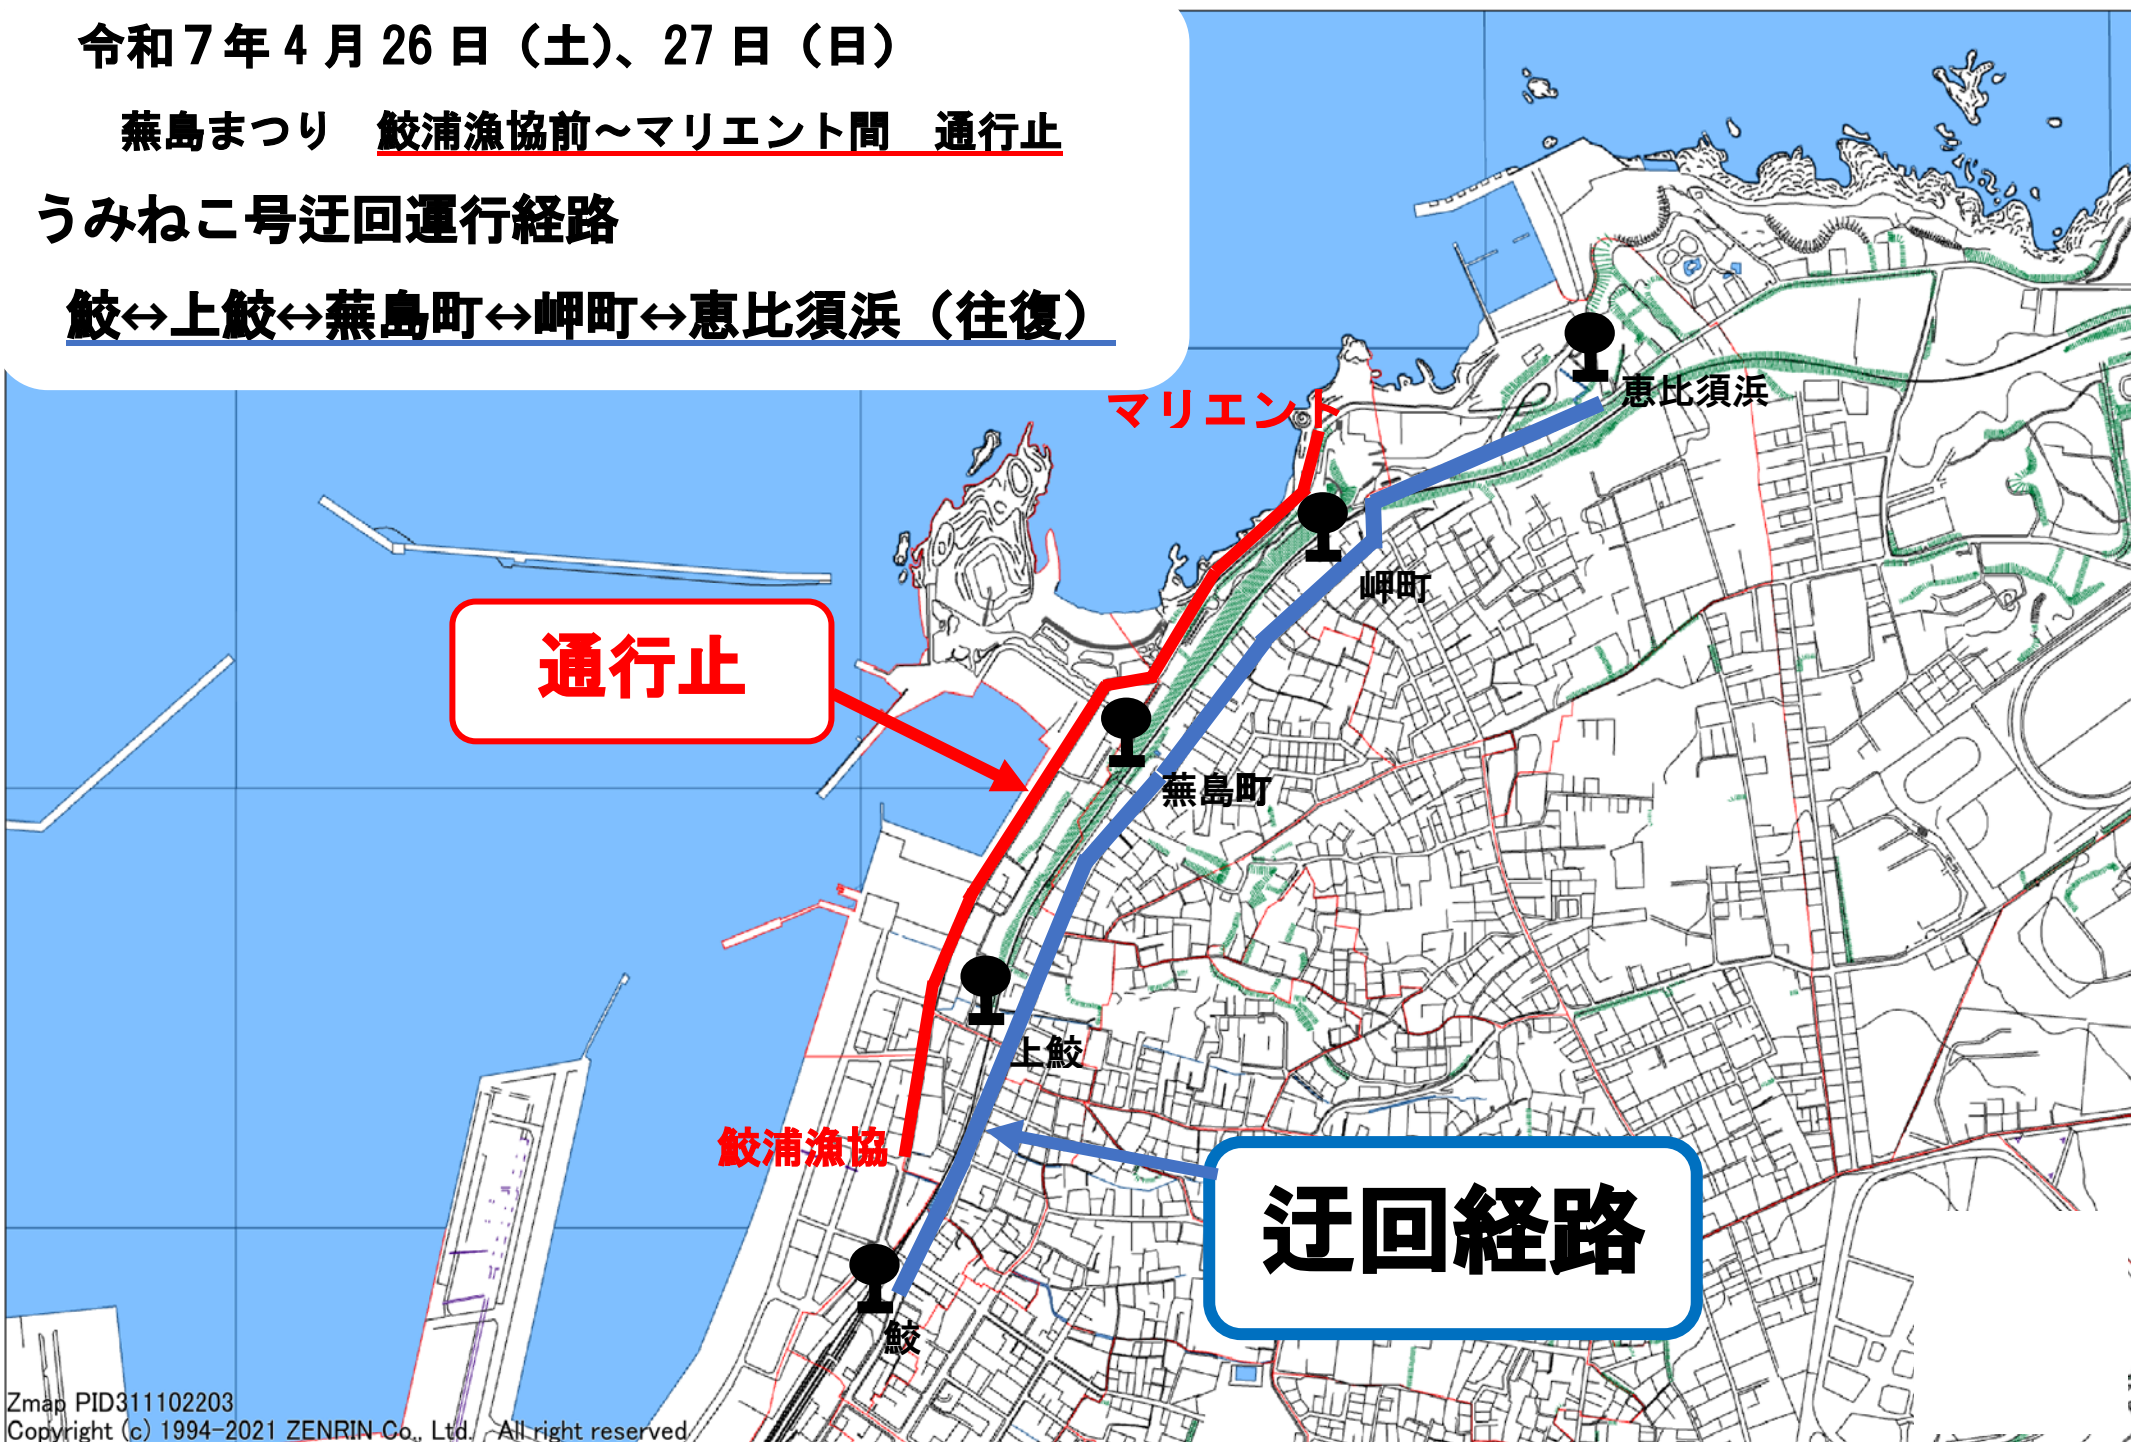 令和７年４月 26 日（土）、27 日（日）
蕪島まつり　鮫浦漁協前～マリエント間　通行止
うみねこ号迂回運行経路
鮫↔上鮫↔蕪島町↔岬町↔恵比須浜（往復）
マリエント
恵比須浜
岬町
通行止
蕪島町
上鮫
鮫浦漁協
迂回経路
鮫
Zmap PID311102203
Copyright (c) 1994-2021 ZENRIN Co., Ltd.　All right reserved